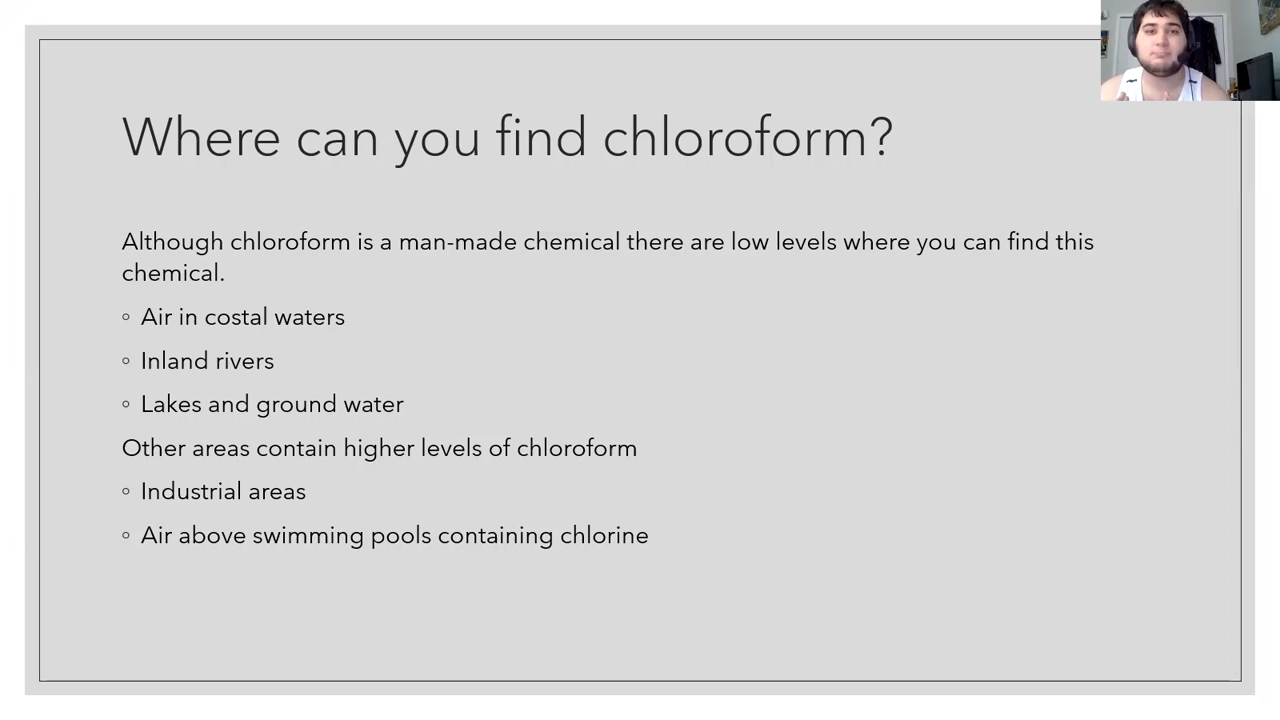 Where can you find chloroform?
Although chloroform is a man-made chemical there are low levels where you can find this
chemical.
◦ Air in costal waters
◦ Inland rivers
◦ Lakes and ground water
Other areas contain higher levels of chloroform
◦ Industrial areas
◦ Air above swimming pools containing chlorine